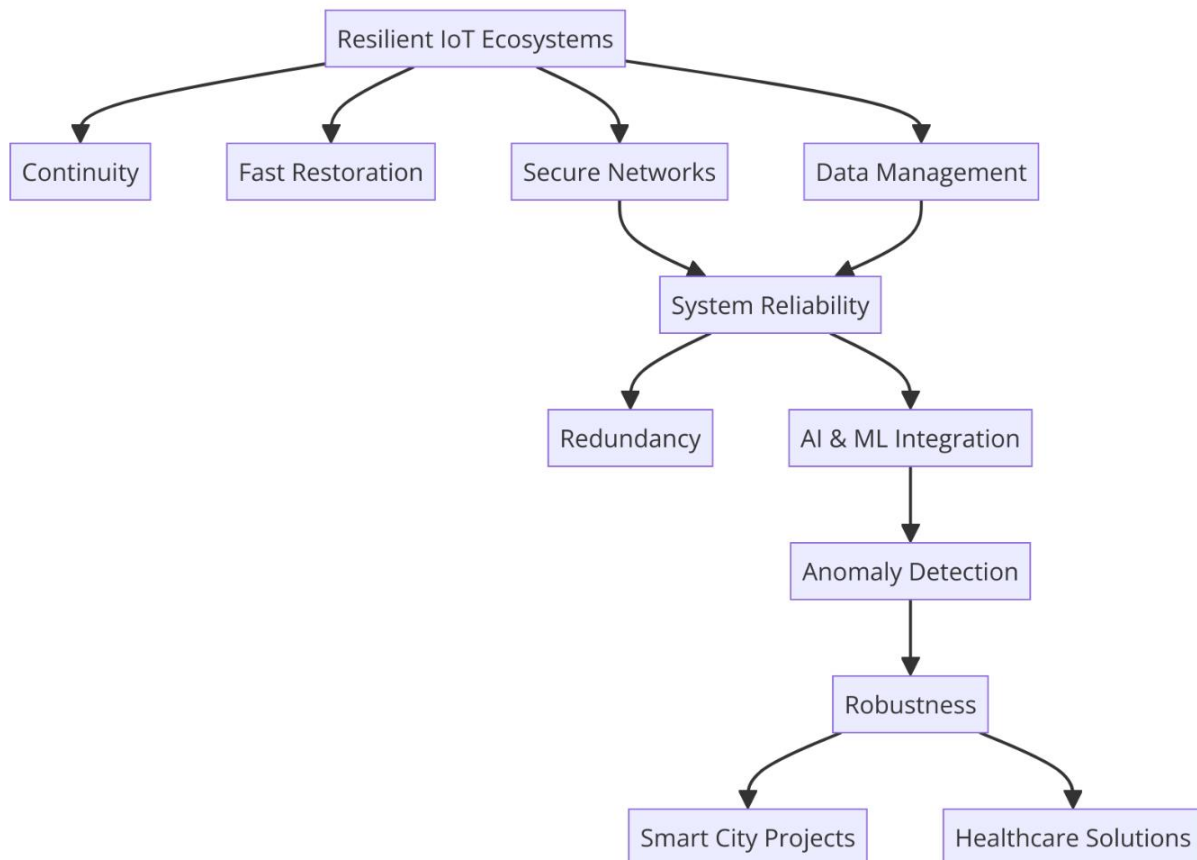 Resilient IoT Ecosystems
Continuity
Fast Restoration
Secure Networks
Data Management
System Reliability
Redundancy
AI & ML Integration
Anomaly Detection
Robustness
Smart City Projects
Healthcare Solutions